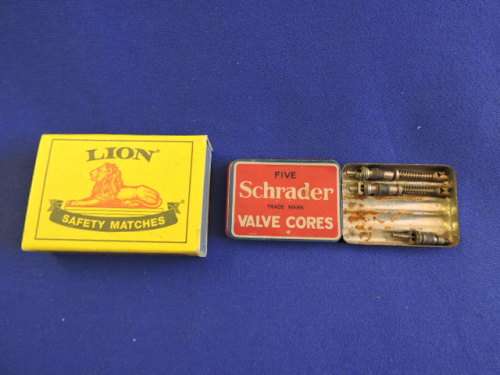 LION
SAFETY MATCHES
FIVE
Schrader
TRADE MARK
VALVE CORES